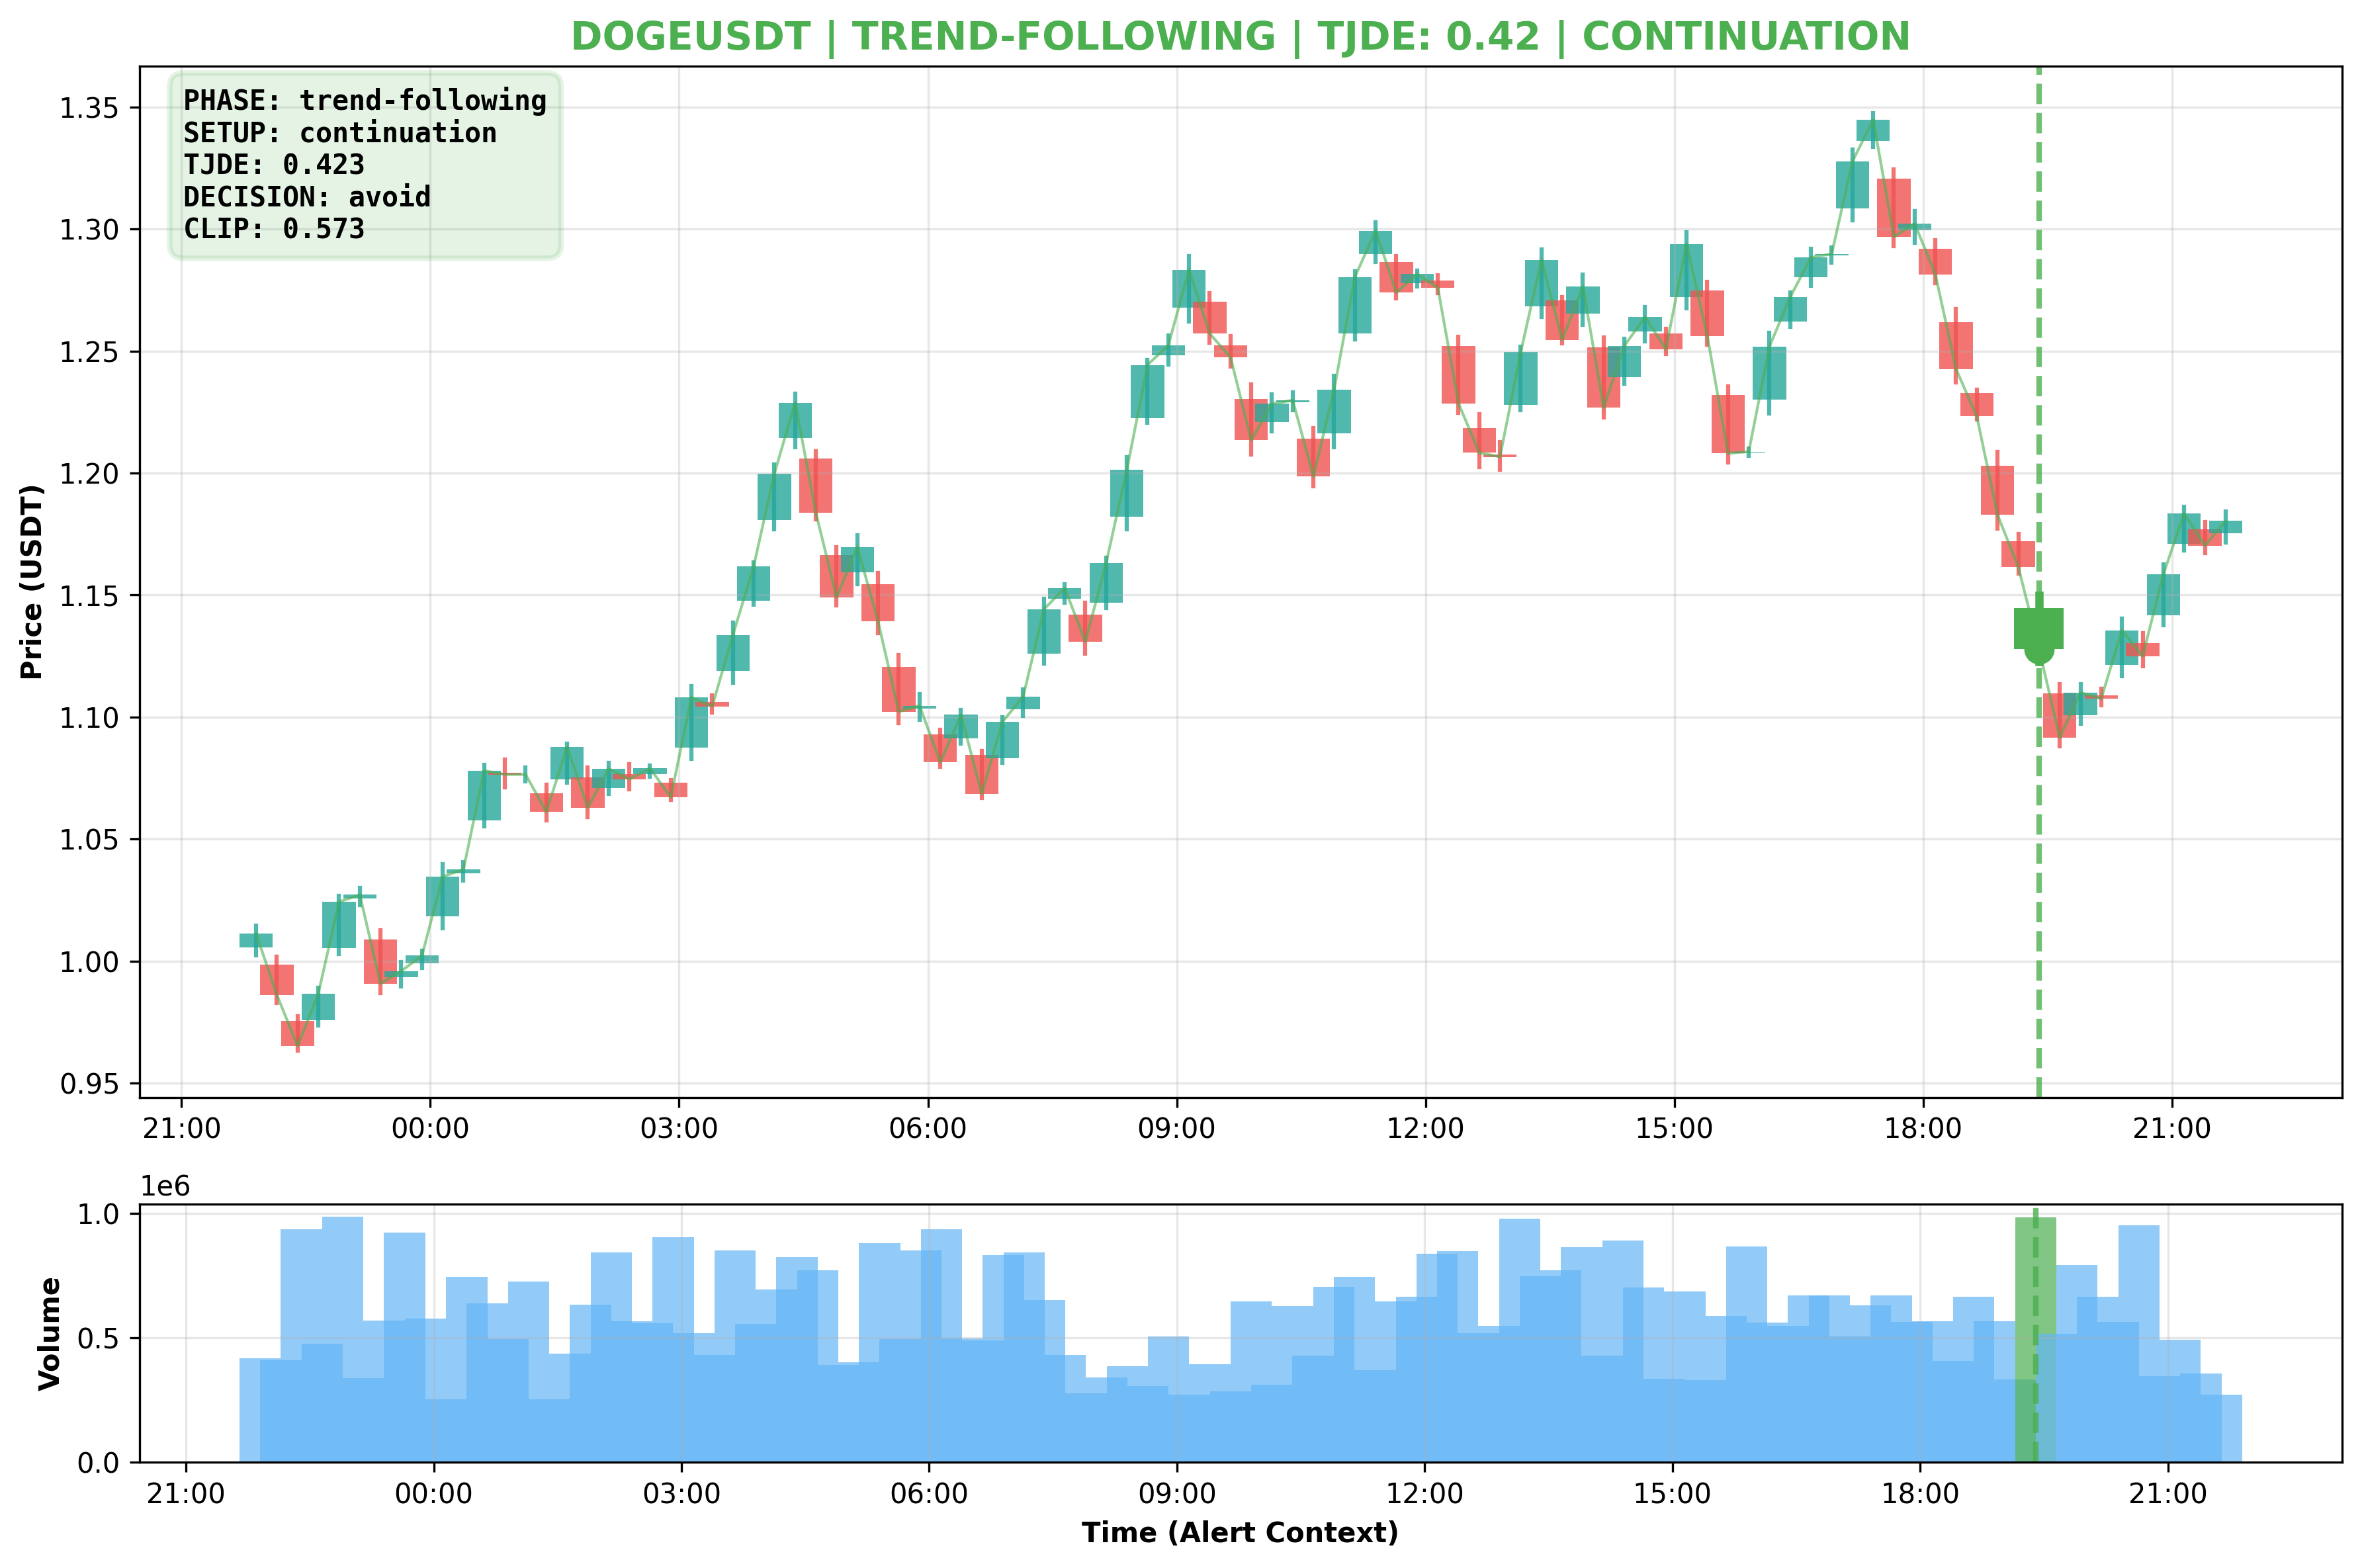 DOGEUSDT | TREND-FOLLOWING | TJDE: 0.42 | CONTINUATION
PHASE: trend-following
SETUP: continuation
TJDE: 0.423
DECISION: avoid
CLIP: 0.573
Price (USDT)
1.35
1.30
1.25
1.20
1.15
1.10
1.05
1.00
0.95
21:00 00:00 03:00 06:00 09:00 12:00 15:00 18:00 21:00
1e6
Volume
1.0
0.5
0.0
21:00 00:00 03:00 06:00 09:00 12:00 15:00 18:00 21:00
Time (Alert Context)